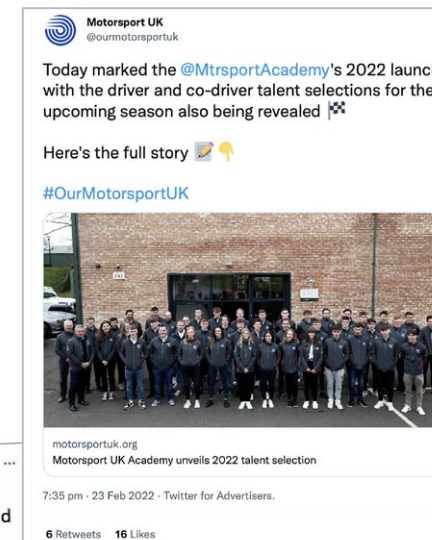 Motorsport UK
@ourmotorsportuk
Today marked the @MtrsportAcademy's 2022 launc
with the driver and co-driver talent selections for the
upcoming season also being revealed 🏁
Here's the full story 📝👇
#OurMotorsportUK
motorsportuk.org
Motorsport UK Academy unveils 2022 talent selection
7:35 pm · 23 Feb 2022 · Twitter for Advertisers.
6 Retweets 16 Likes
d